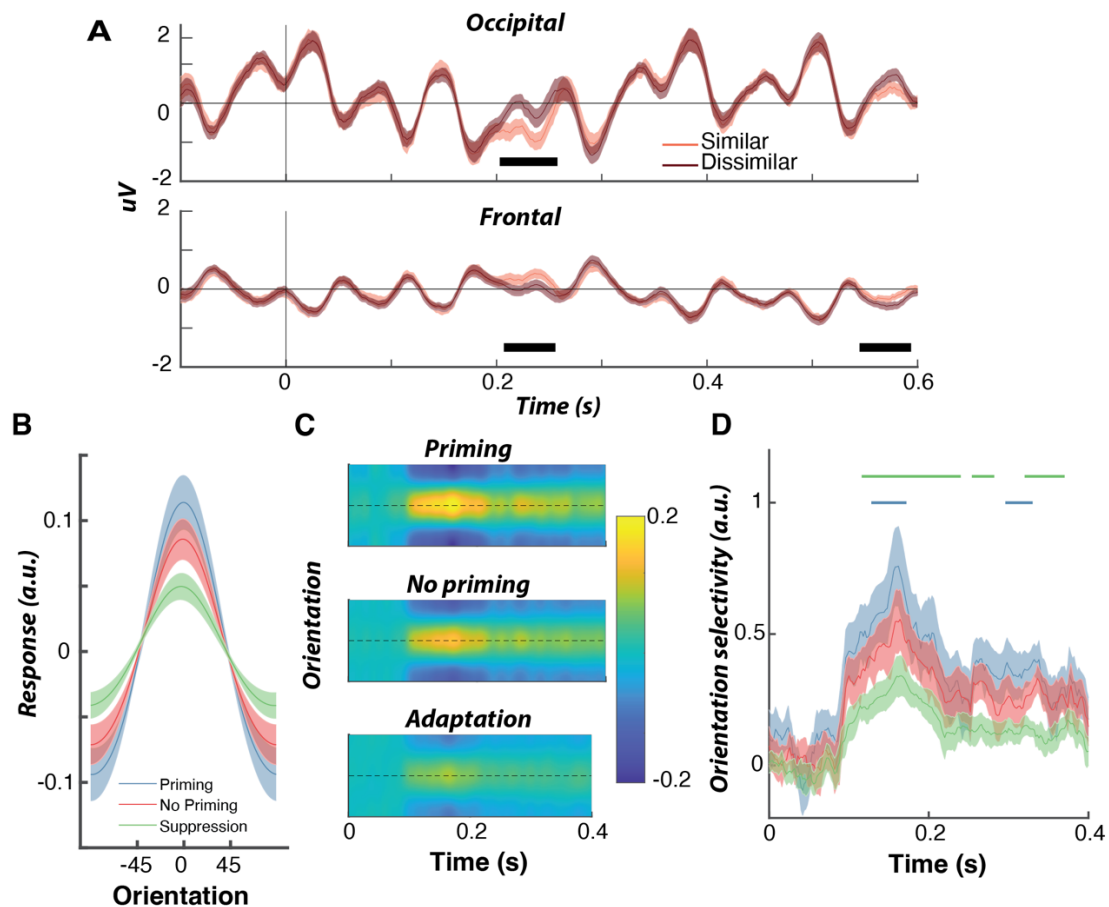 A
Occipital
2
0
-2
Similar
Dissimilar
uV
Frontal
2
0
-2
0 0.2 0.4 0.6
Time (s)
B
Response (a.u.)
0.1
0
-0.1
Priming
No Priming
Suppression
-45 0 45
Orientation
C
Priming
No priming
Adaptation
Orientation
0.2
-0.2
0 0.2 0.4
Time (s)
D
Orientation selectivity (a.u.)
1
0.5
0
0 0.2 0.4
Time (s)